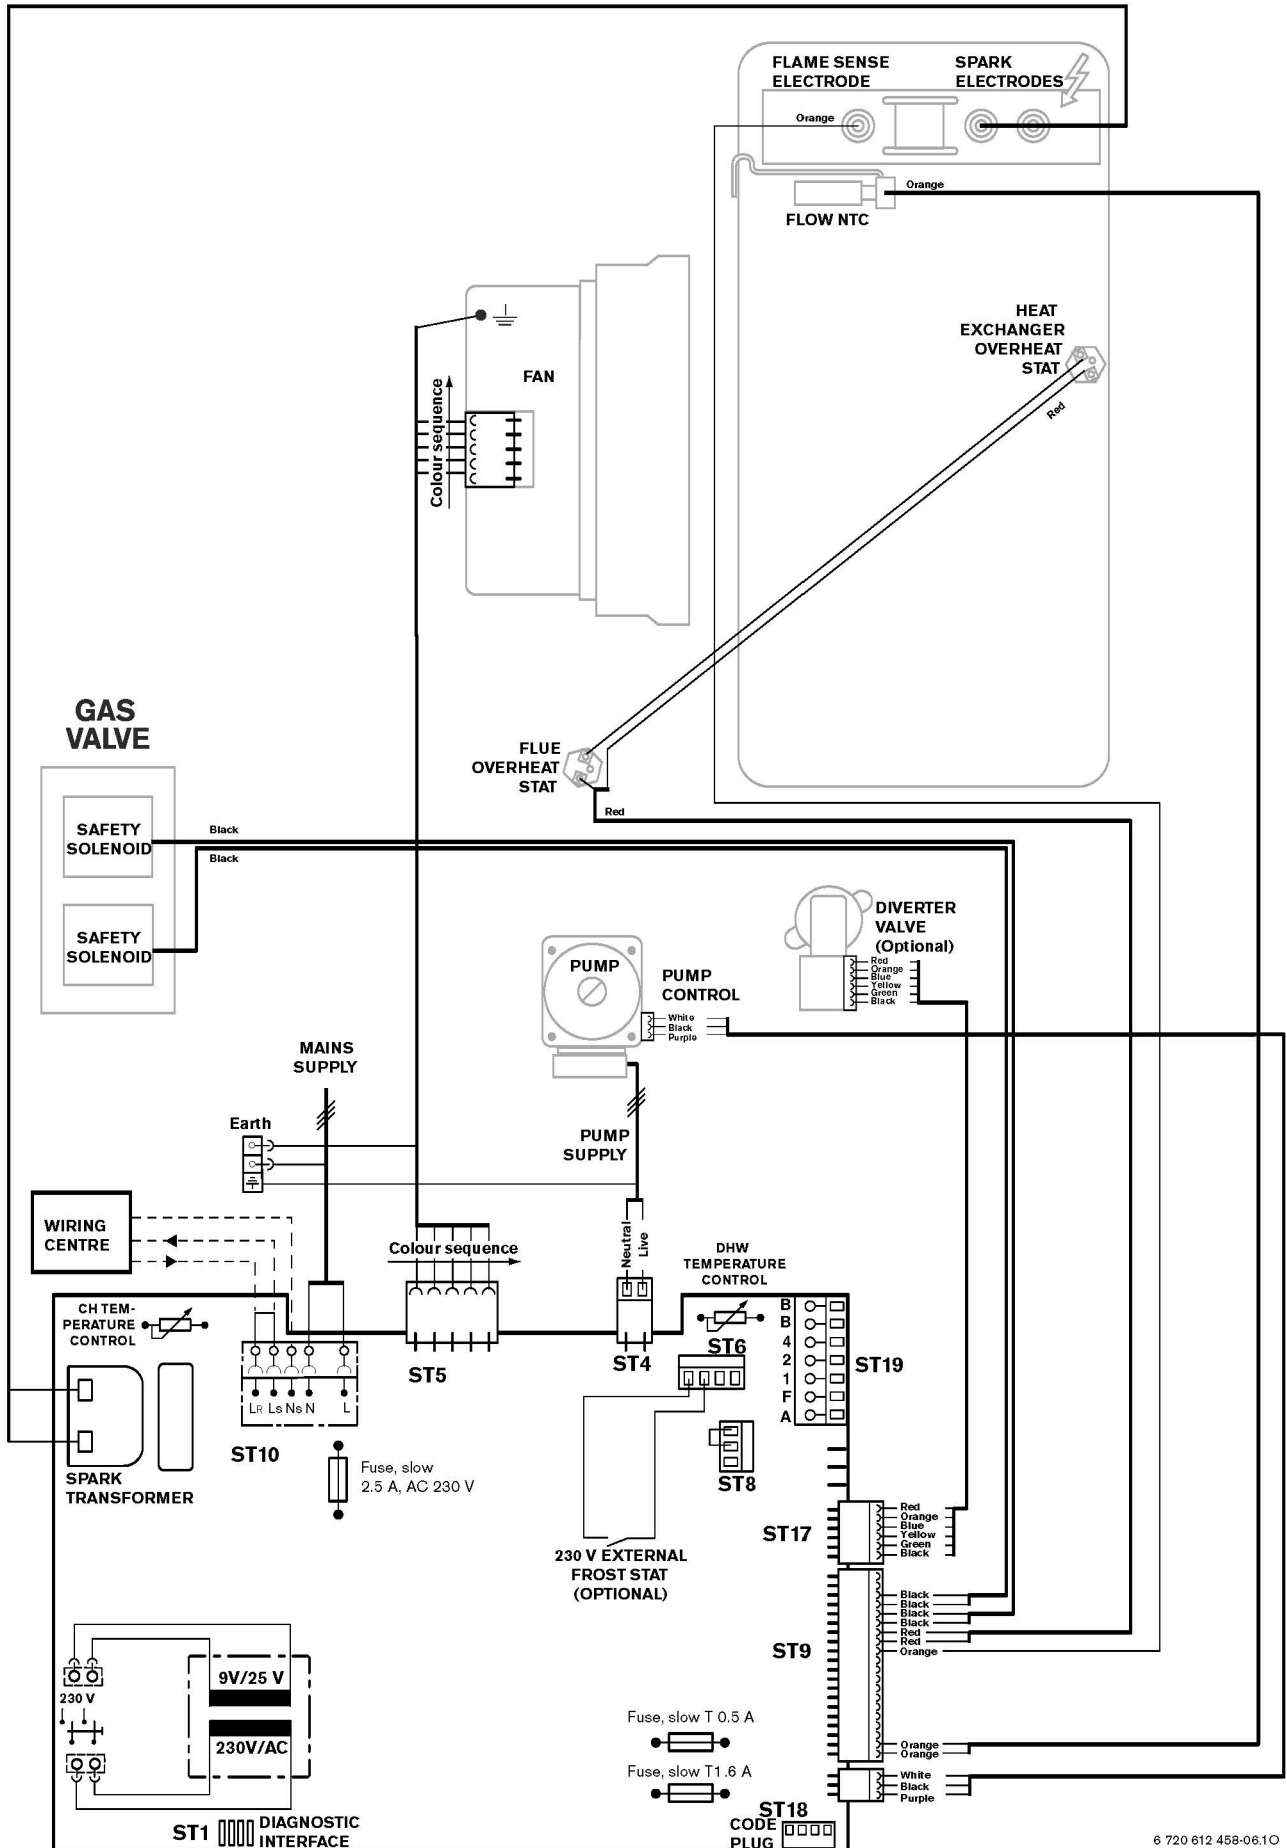 FLAME SENSE
ELECTRODE
SPARK
ELECTRODES
Orange
Orange
FLOW NTC
HEAT
EXCHANGER
OVERHEAT
STAT
Red
FAN
Colour sequence
GAS
VALVE
FLUE
OVERHEAT
STAT
Red
SAFETY
SOLENOID
Black
Black
SAFETY
SOLENOID
DIVERTER
VALVE
(Optional)
Red
Orange
Blue
Yellow
Green
Black
PUMP
PUMP
CONTROL
White
Black
Purple
MAINS
SUPPLY
Earth
PUMP
SUPPLY
WIRING
CENTRE
Neutral
Live
Colour sequence
DHW
TEMPERATURE
CONTROL
CH TEM-
PERATURE
CONTROL
B
B
4
2
1
F
A
ST19
ST5
ST4
ST6
LR Ls Ns N L
ST10
SPARK
TRANSFORMER
Fuse, slow
2.5 A, AC 230 V
ST8
230 V EXTERNAL
FROST STAT
(OPTIONAL)
ST17
Red
Orange
Blue
Yellow
Green
Black
ST9
Black
Black
Black
Black
Red
Red
Orange
Orange
Orange
9V/25 V
230 V
230V/AC
Fuse, slow T 0.5 A
Fuse, slow T1.6 A
White
Black
Purple
ST18
CODE
PLUG
ST1
DIAGNOSTIC
INTERFACE
6 720 612 458-06.1O